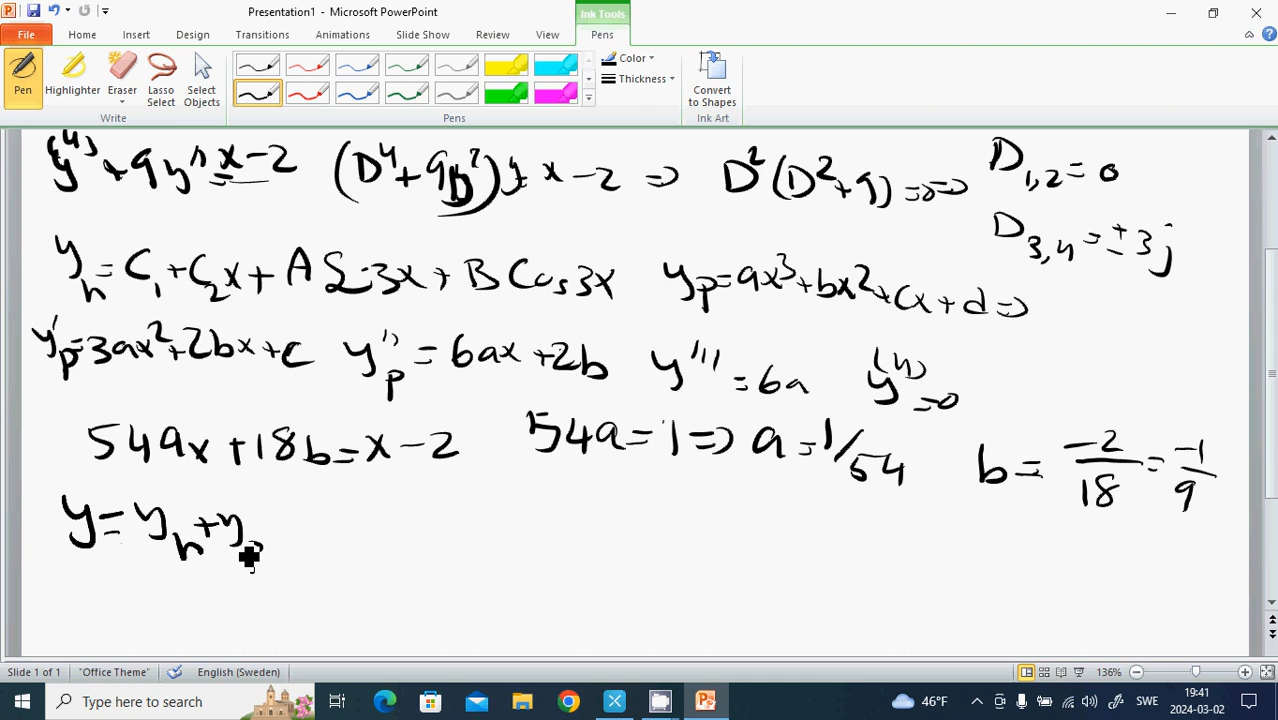 Presentation1 - Microsoft PowerPoint
Ink Tools
File Home Insert Design Transitions Animations Slide Show Review View Pens
Pen Highlighter Eraser Lasso Select Select Objects Color Thickness Convert to Shapes
Write Pens Ink Art
y⁽⁴⁾ + 9y'' = x - 2 (D⁴ + 9D²)y = x - 2 => D²(D² + 9) = 0 => D₁,₂ = 0
D₃,₄ = ± 3j
yₕ = C₁ + C₂x + A Sin 3x + B Cos 3x yₚ = ax³ + bx² + cx + d =>
y'ₚ = 3ax² + 2bx + c y''ₚ = 6ax + 2b y''' = 6a y⁽⁴⁾ = 0
54ax + 18b = x - 2 54a = 1 => a = 1/54 b = -2/18 = -1/9
y = yₕ + yₚ
Slide 1 of 1 "Office Theme" English (Sweden) 136%
Type here to search 46°F SWE 19:41
2024-03-02